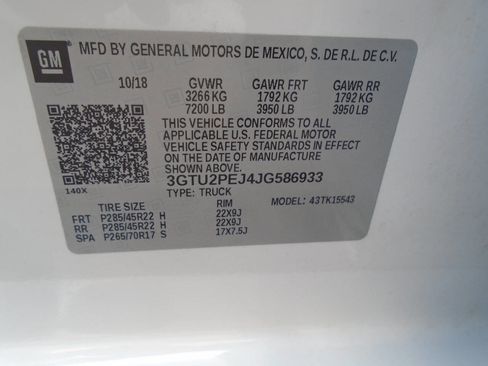 GM
MFD BY GENERAL MOTORS DE MEXICO, S. DE R.L. DE C.V.
10/18 GVWR GAWR FRT GAWR RR
3266 KG 1792 KG 1792 KG
7200 LB 3950 LB 3950 LB
THIS VEHICLE CONFORMS TO ALL
APPLICABLE U.S. FEDERAL MOTOR
VEHICLE SAFETY STANDARDS IN EFFECT
ON THE DATE OF MANUFACTURE
SHOWN ABOVE.
140X 3GTU2PEJ4JG586933
TYPE: TRUCK
TIRE SIZE RIM MODEL: 43TK15543
FRT P285/45R22 H 22X9J
RR P285/45R22 H 22X9J
SPA P265/70R17 S 17X7.5J